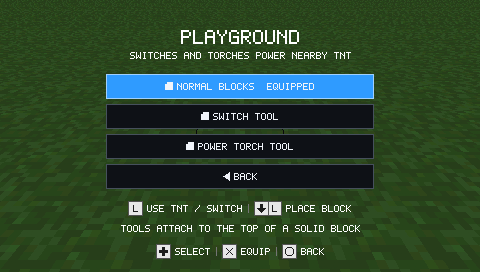 PLAYGROUND
SWITCHES AND TORCHES POWER NEARBY TNT
NORMAL BLOCKS EQUIPPED
SWITCH TOOL
POWER TORCH TOOL
BACK
L USE TNT / SWITCH | L PLACE BLOCK
TOOLS ATTACH TO THE TOP OF A SOLID BLOCK
SELECT | X EQUIP | O BACK